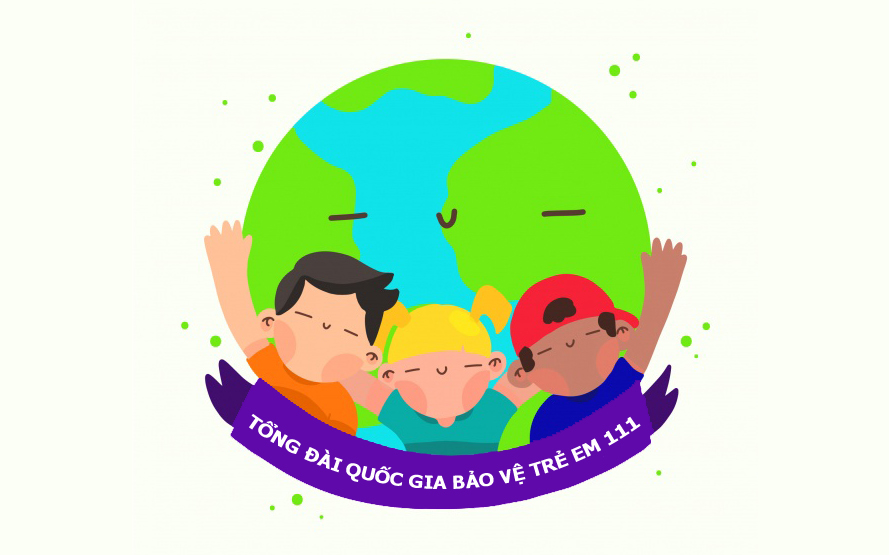 TỔNG ĐÀI QUỐC GIA BẢO VỆ TRẺ EM 111